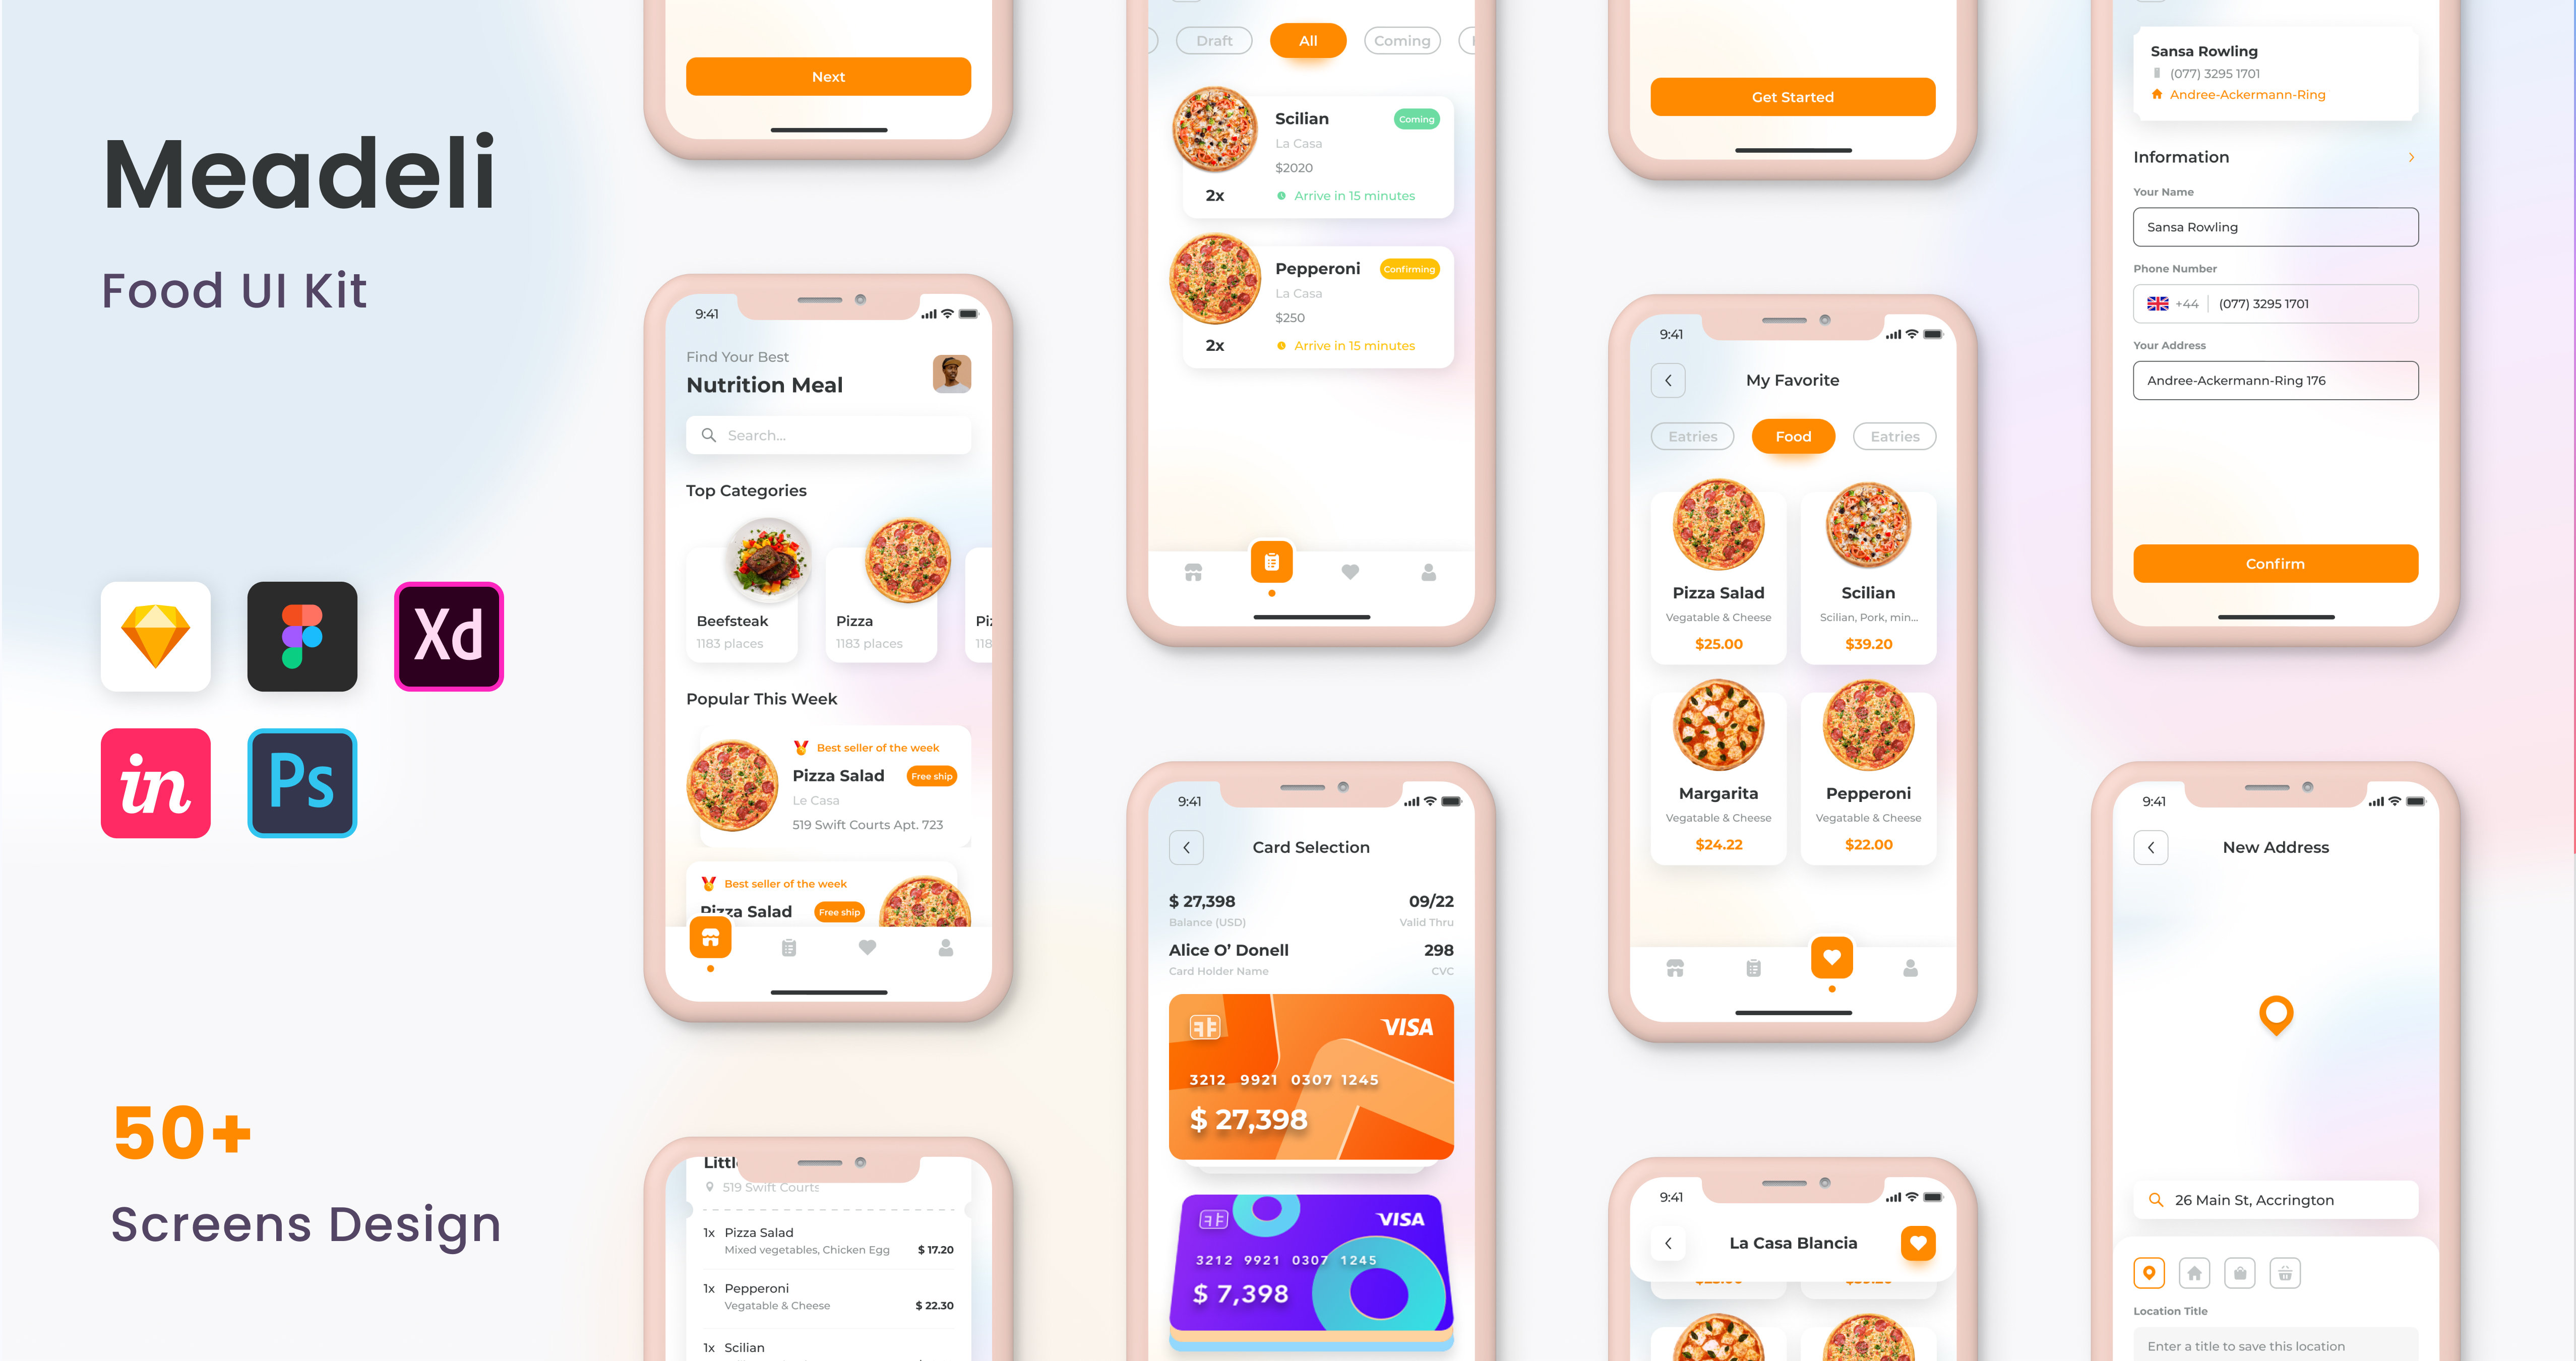 Meadeli
Food UI Kit
Xd
in
Ps
50+
Screens Design
Next
9:41
Find Your Best
Nutrition Meal
Search...
Top Categories
Beefsteak
1183 places
Pizza
1183 places
Piz
118
Popular This Week
Best seller of the week
Pizza Salad
Free ship
Le Casa
519 Swift Courts Apt. 723
Best seller of the week
Pizza Salad
Free ship
Littl
519 Swift Courts
1x Pizza Salad
Mixed vegetables, Chicken Egg $ 17.20
1x Pepperoni
Vegatable & Cheese $ 22.30
1x Scilian
Draft
All
Coming
Scilian
Coming
La Casa
$2020
2x
Arrive in 15 minutes
Pepperoni
Confirming
La Casa
$250
2x
Arrive in 15 minutes
9:41
Card Selection
$ 27,398 09/22
Balance (USD) Valid Thru
Alice O’ Donell 298
Card Holder Name CVC
VISA
3212 9921 0307 1245
$ 27,398
VISA
3212 9921 0307 1245
$ 7,398
Get Started
9:41
My Favorite
Eatries
Food
Eatries
Pizza Salad
Vegatable & Cheese
$25.00
Scilian
Scilian, Pork, min...
$39.20
Margarita
Vegatable & Cheese
$24.22
Pepperoni
Vegatable & Cheese
$22.00
9:41
La Casa Blancia
Sansa Rowling
(077) 3295 1701
Andree-Ackermann-Ring
Information
Your Name
Sansa Rowling
Phone Number
+44 (077) 3295 1701
Your Address
Andree-Ackermann-Ring 176
Confirm
9:41
New Address
26 Main St, Accrington
Location Title
Enter a title to save this location